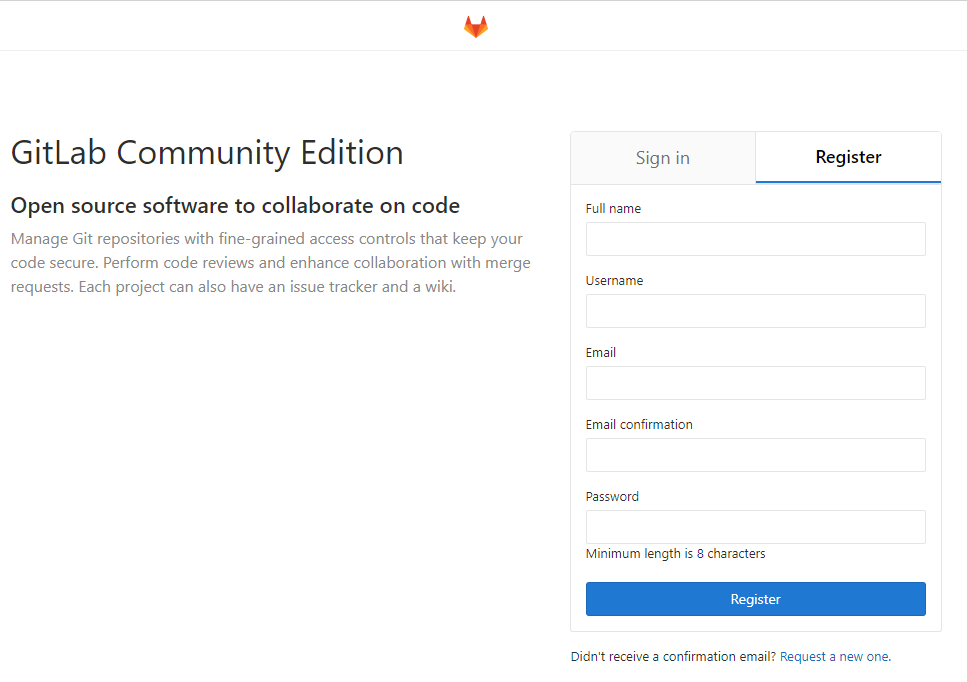 GitLab Community Edition
Open source software to collaborate on code
Manage Git repositories with fine-grained access controls that keep your
code secure. Perform code reviews and enhance collaboration with merge
requests. Each project can also have an issue tracker and a wiki.
Sign in
Register
Full name
Username
Email
Email confirmation
Password
Minimum length is 8 characters
Register
Didn't receive a confirmation email? Request a new one.